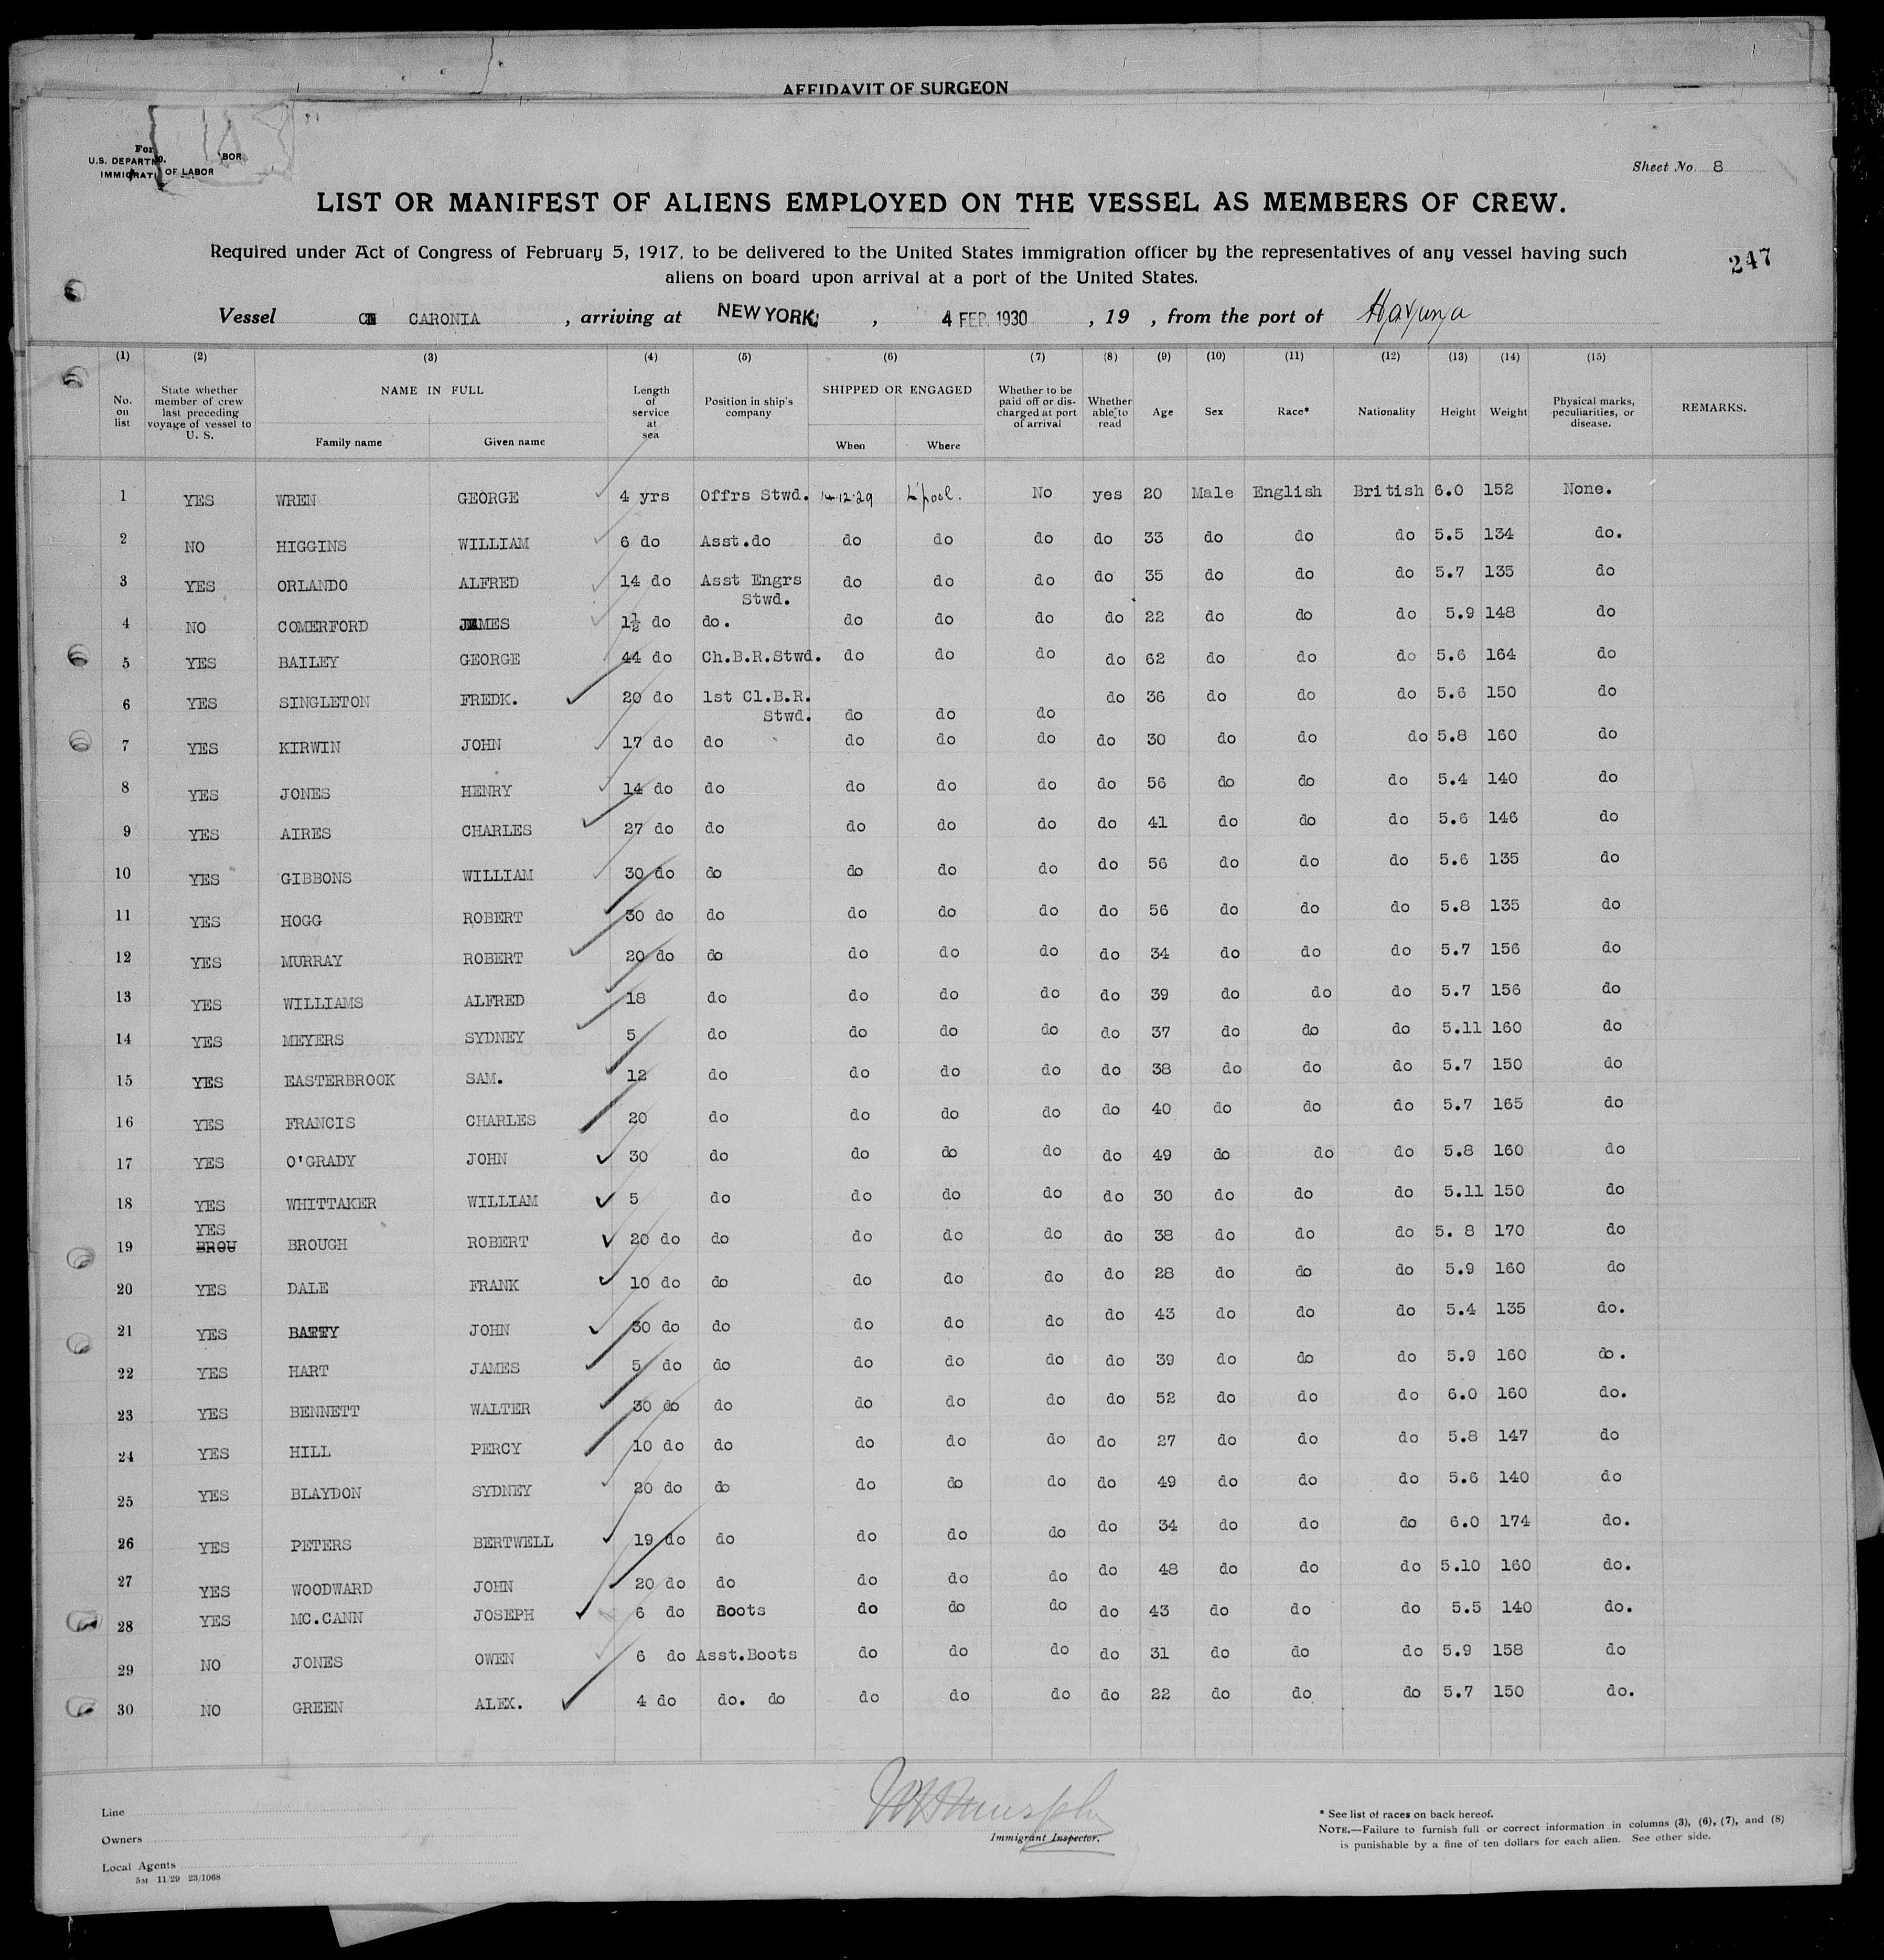 AFFIDAVIT OF SURGEON
For
U.S. DEPARTM BOR
IMMIGRATI OF LABOR
Sheet No. 8
LIST OR MANIFEST OF ALIENS EMPLOYED ON THE VESSEL AS MEMBERS OF CREW.
Required under Act of Congress of February 5, 1917, to be delivered to the United States immigration officer by the representatives of any vessel having such
aliens on board upon arrival at a port of the United States.
247
Vessel CARONIA , arriving at NEW YORK , 4 FEB 1930 , 19 , from the port of Havana
(1) (2) (3) (4) (5) (6) (7) (8) (9) (10) (11) (12) (13) (14) (15)
No. on list State whether member of crew last preceding voyage of vessel to U. S. NAME IN FULL Length of service at sea Position in ship's company SHIPPED OR ENGAGED Whether to be paid off or discharged at port of arrival Whether able to read Age Sex Race* Nationality Height Weight Physical marks, peculiarities, or disease. REMARKS.
Family name Given name When Where
1 YES WREN GEORGE 4 yrs Offrs Stwd. 14.12.29 L'pool. No yes 20 Male English British 6.0 152 None.
2 NO HIGGINS WILLIAM 6 do Asst.do do do do do 33 do do do 5.5 134 do.
3 YES ORLANDO ALFRED 14 do Asst Engrs Stwd. do do do do 35 do do do 5.7 135 do
4 NO COMERFORD JAMES 1½ do do. do do do do 22 do do do 5.9 148 do
5 YES BAILEY GEORGE 44 do Ch.B.R.Stwd. do do do do 62 do do do 5.6 164 do
6 YES SINGLETON FREDK. 20 do 1st Cl.B.R. Stwd. do do do do 36 do do do 5.6 150 do
7 YES KIRWIN JOHN 17 do do do do do do 30 do do do 5.8 160 do
8 YES JONES HENRY 14 do do do do do do 56 do do do 5.4 140 do
9 YES AIRES CHARLES 27 do do do do do do 41 do do do 5.6 146 do
10 YES GIBBONS WILLIAM 30 do do do do do do 56 do do do 5.6 135 do
11 YES HOGG ROBERT 30 do do do do do do 56 do do do 5.8 135 do
12 YES MURRAY ROBERT 20 do do do do do do 34 do do do 5.7 156 do
13 YES WILLIAMS ALFRED 18 do do do do do 39 do do do 5.7 156 do
14 YES MEYERS SYDNEY 5 do do do do do 37 do do do 5.11 160 do
15 YES EASTERBROOK SAM. 12 do do do do do 38 do do do 5.7 150 do
16 YES FRANCIS CHARLES 20 do do do do do 40 do do do 5.7 165 do
17 YES O'GRADY JOHN 30 do do do do do 49 do do do 5.8 160 do
18 YES WHITTAKER WILLIAM 5 do do do do do 30 do do do 5.11 150 do
19 YES BROU BROUGH ROBERT 20 do do do do do do 38 do do do 5. 8 170 do
20 YES DALE FRANK 10 do do do do do do 28 do do do 5.9 160 do
21 YES BATTY JOHN 30 do do do do do do 43 do do do 5.4 135 do.
22 YES HART JAMES 5 do do do do do do 39 do do do 5.9 160 do.
23 YES BENNETT WALTER 30 do do do do do do 52 do do do 6.0 160 do.
24 YES HILL PERCY 10 do do do do do do 27 do do do 5.8 147 do
25 YES BLAYDON SYDNEY 20 do do do do do do 49 do do do 5.6 140 do
26 YES PETERS BERTWELL 19 do do do do do do 34 do do do 6.0 174 do.
27 YES WOODWARD JOHN 20 do do do do do do 48 do do do 5.10 160 do.
28 YES MC.CANN JOSEPH 6 do Boots do do do do 43 do do do 5.5 140 do.
29 NO JONES OWEN 6 do Asst.Boots do do do do 31 do do do 5.9 158 do
30 NO GREEN ALEX. 4 do do. do do do do do 22 do do do 5.7 150 do.
Line
Owners
Local Agents
5M 11/29 23/1068
Immigrant Inspector.
* See list of races on back hereof.
NOTE.—Failure to furnish full or correct information in columns (3), (6), (7), and (8)
is punishable by a fine of ten dollars for each alien. See other side.